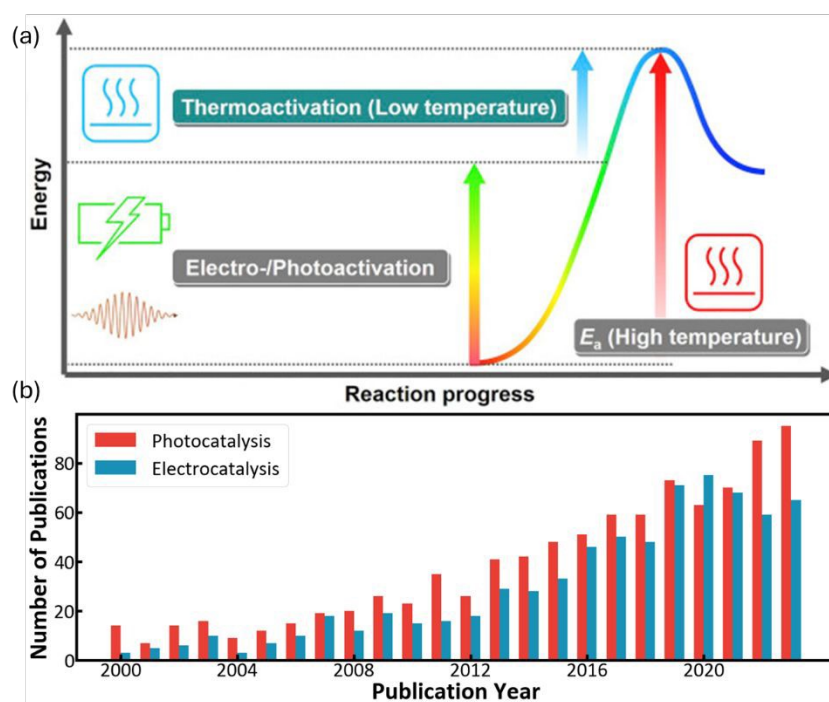 (a)
Thermoactivation (Low temperature)
Energy
Electro-/Photoactivation
Eₐ (High temperature)
Reaction progress
(b)
Number of Publications
80
60
40
20
0
Photocatalysis
Electrocatalysis
2000 2004 2008 2012 2016 2020
Publication Year